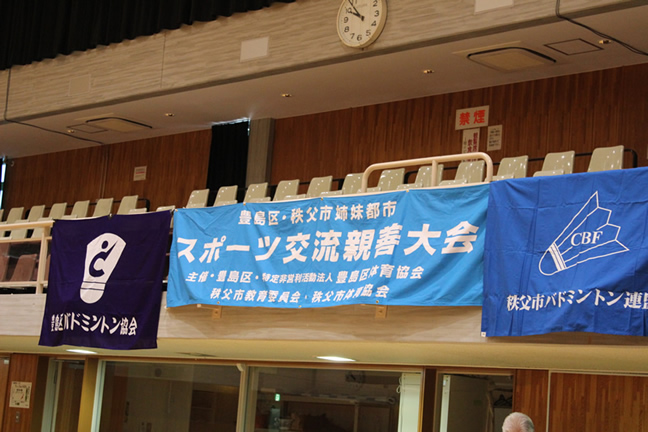 禁煙
豊島区・秩父市姉妹都市
スポーツ交流親善大会
主催・豊島区・特定非営利活動法人 豊島区体育協会
秩父市教育委員会・秩父市体育協会
豊島区バドミントン協会
CBF
秩父市バドミントン連盟